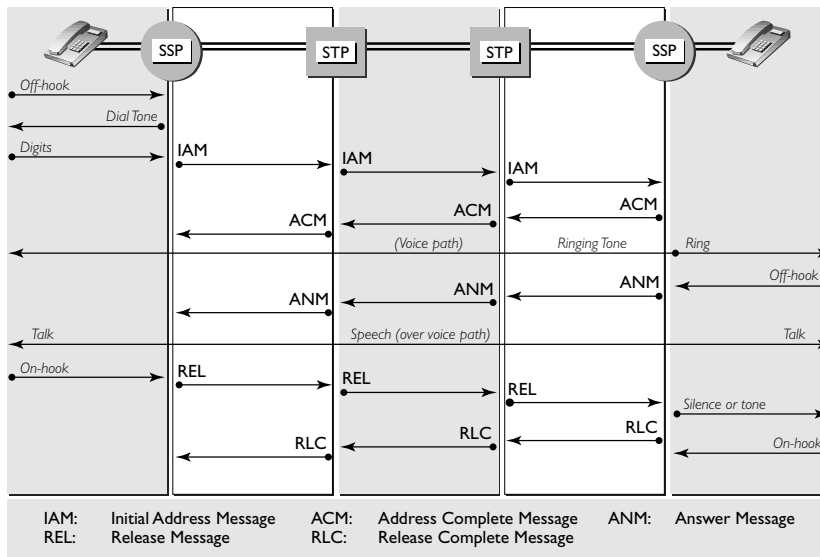 SSP STP STP SSP
Off-hook
Dial Tone
Digits
IAM
IAM
IAM
ACM
ACM
ACM
(Voice path) Ringing Tone Ring
Off-hook
ANM
ANM
ANM
Talk Speech (over voice path) Talk
On-hook
REL
REL
REL
Silence or tone
RLC
RLC
RLC
On-hook
IAM: Initial Address Message ACM: Address Complete Message ANM: Answer Message
REL: Release Message RLC: Release Complete Message